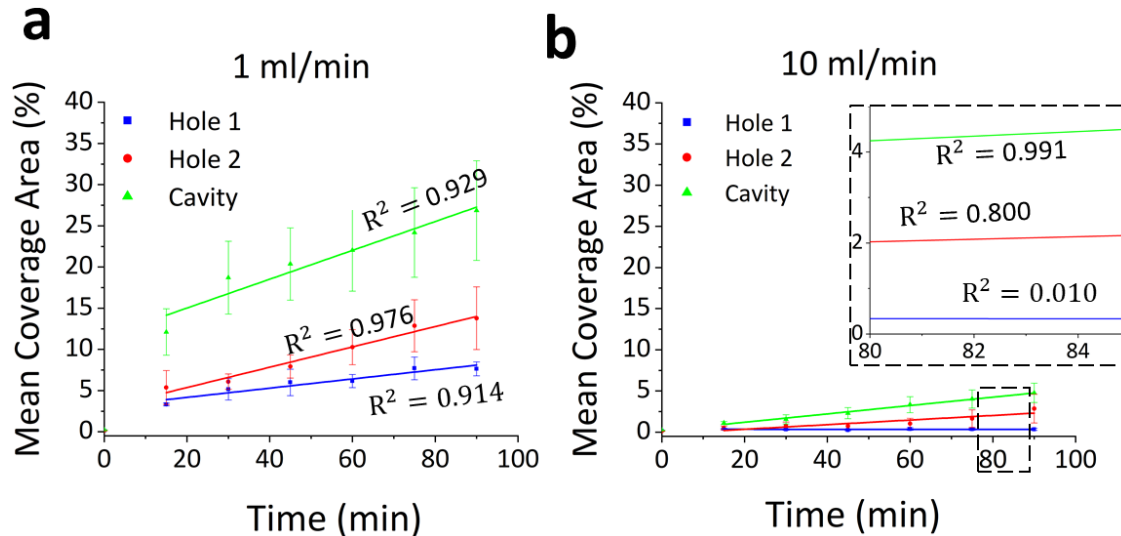 a
1 ml/min
Mean Coverage Area (%)
40
35
30
25
20
15
10
5
0
Hole 1
Hole 2
Cavity
R² = 0.929
R² = 0.976
R² = 0.914
0 20 40 60 80 100
Time (min)
b
10 ml/min
Mean Coverage Area (%)
40
35
30
25
20
15
10
5
0
Hole 1
Hole 2
Cavity
4
2
0
R² = 0.991
R² = 0.800
R² = 0.010
80 82 84
0 20 40 60 80 100
Time (min)